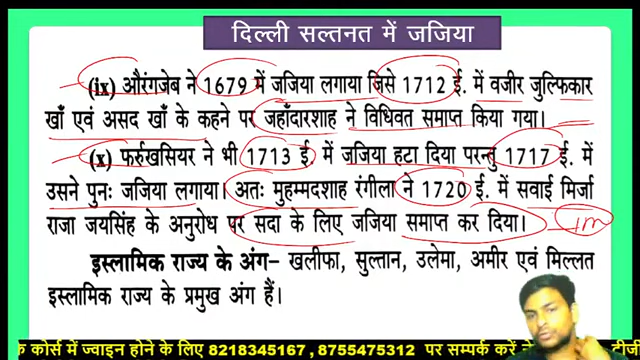 दिल्ली सल्तनत में जजिया
(ix) औरंगजेब ने 1679 में जजिया लगाया जिसे 1712 ई. में वजीर जुल्फिकार
खाँ एवं असद खाँ के कहने पर जहाँदारशाह ने विधिवत समाप्त किया गया।
(x) फर्रुखसियर ने भी 1713 ई. में जजिया हटा दिया परन्तु 1717 ई. में
उसने पुनः जजिया लगाया। अतः मुहम्मदशाह रंगीला ने 1720 ई. में सवाई मिर्जा
राजा जयसिंह के अनुरोध पर सदा के लिए जजिया समाप्त कर दिया।
इस्लामिक राज्य के अंग- खलीफा, सुल्तान, उलेमा, अमीर एवं मिल्लत
इस्लामिक राज्य के प्रमुख अंग हैं।
क कोर्स में ज्वाइन होने के लिए 8218345167 , 8755475312 पर सम्पर्क करें